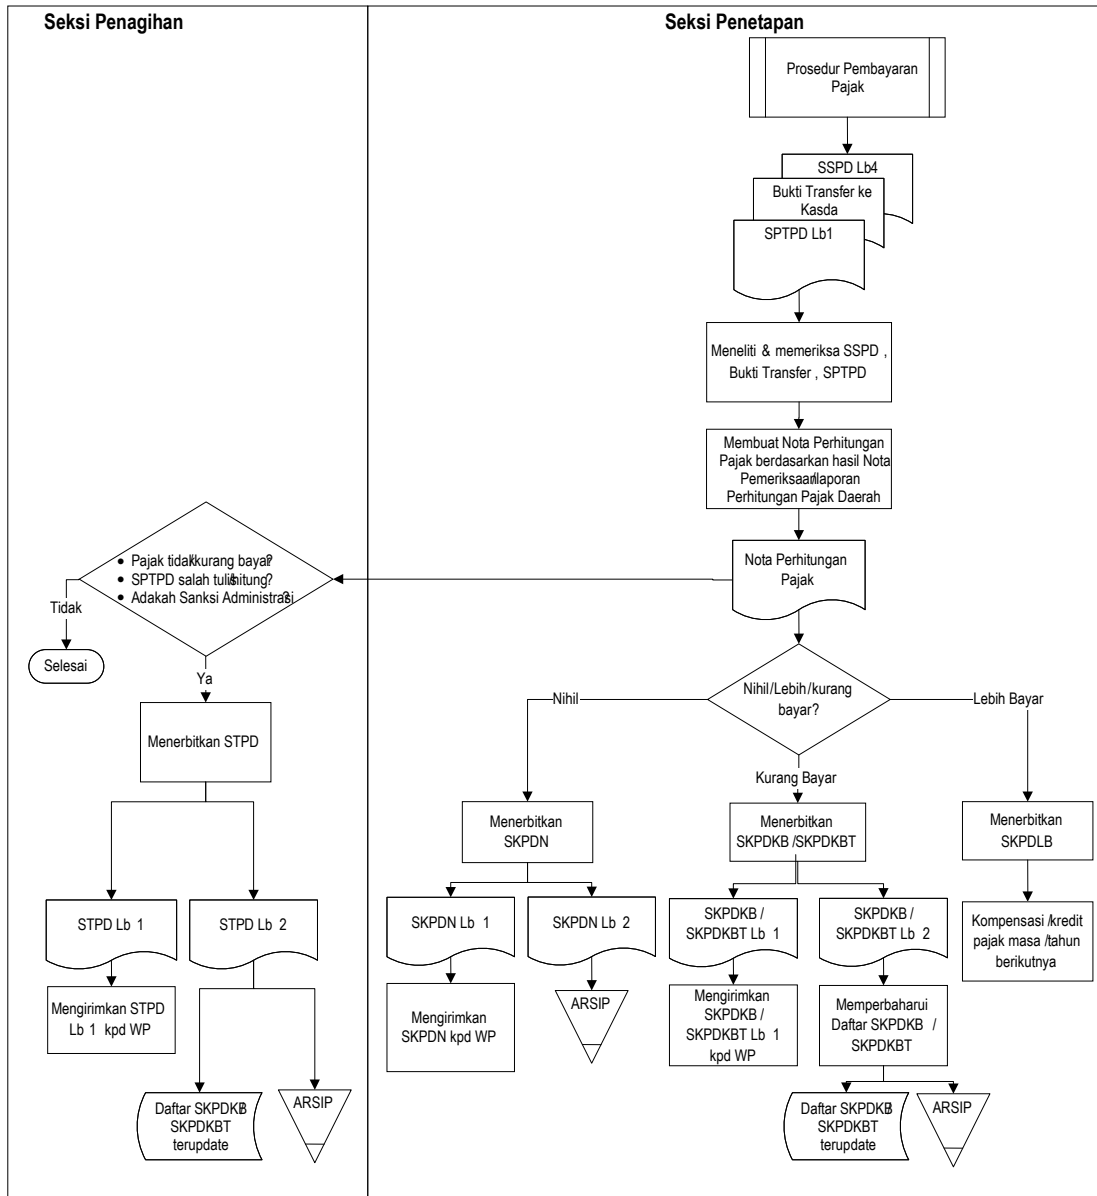 Seksi Penagihan
Seksi Penetapan
Prosedur Pembayaran
Pajak
SSPD Lb4
Bukti Transfer ke
Kasda
SPTPD Lb1
Meneliti & memeriksa SSPD ,
Bukti Transfer , SPTPD
Membuat Nota Perhitungan
Pajak berdasarkan hasil Nota
Pemeriksaan/laporan
Perhitungan Pajak Daerah
Nota Perhitungan
Pajak
• Pajak tidak/kurang bayar?
• SPTPD salah tulis/hitung?
• Adakah Sanksi Administrasi?
Tidak
Selesai
Ya
Menerbitkan STPD
STPD Lb 1
STPD Lb 2
Mengirimkan STPD
Lb 1 kpd WP
Daftar SKPDKB/
SKPDKBT
terupdate
ARSIP
Nihil/Lebih/kurang
bayar?
Nihil
Lebih Bayar
Kurang Bayar
Menerbitkan
SKPDN
Menerbitkan
SKPDKB /SKPDKBT
Menerbitkan
SKPDLB
SKPDN Lb 1
SKPDN Lb 2
SKPDKB /
SKPDKBT Lb 1
SKPDKB /
SKPDKBT Lb 2
Kompensasi /kredit
pajak masa /tahun
berikutnya
Mengirimkan
SKPDN kpd WP
ARSIP
Mengirimkan
SKPDKB /
SKPDKBT Lb 1
kpd WP
Memperbaharui
Daftar SKPDKB /
SKPDKBT
Daftar SKPDKB/
SKPDKBT
terupdate
ARSIP